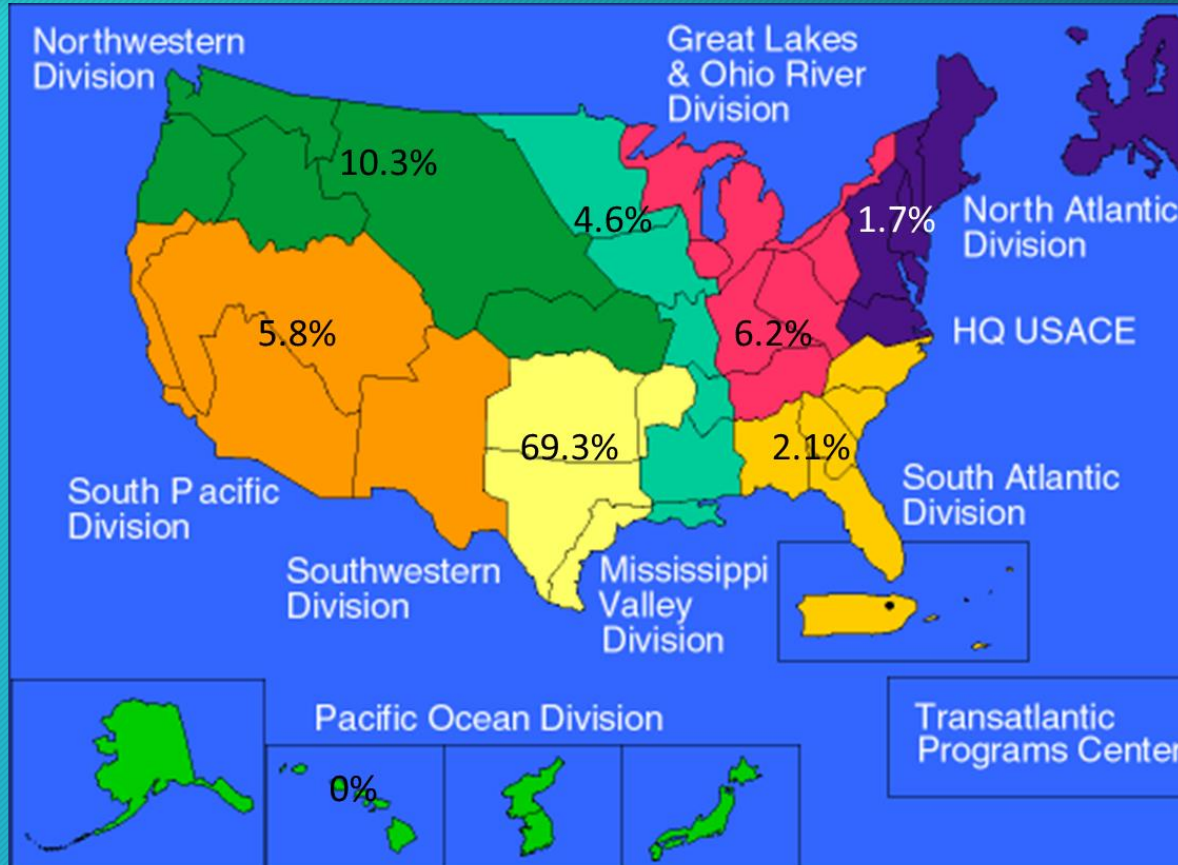 Northwestern
Division
Great Lakes
& Ohio River
Division
10.3%
4.6%
1.7%
North Atlantic
Division
5.8%
6.2%
HQ USACE
69.3%
2.1%
South Pacific
Division
South Atlantic
Division
Southwestern
Division
Mississippi
Valley
Division
Pacific Ocean Division
Transatlantic
Programs Center
0%